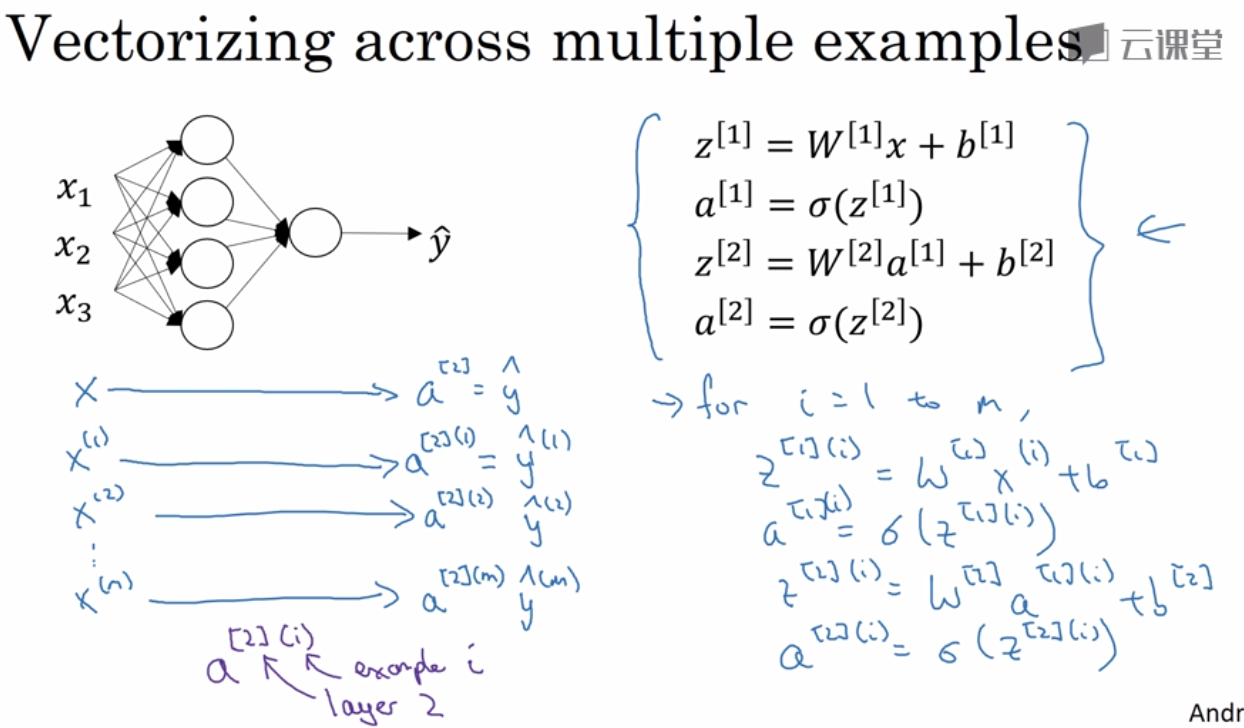 Vectorizing across multiple examples
云课堂
x₁
x₂
x₃
ŷ
z^[1] = W^[1]x + b^[1]
a^[1] = σ(z^[1])
z^[2] = W^[2]a^[1] + b^[2]
a^[2] = σ(z^[2])
x → a^[2] = ŷ
x^(1) → a^[2](1) = ŷ^(1)
x^(2) → a^[2](2) ŷ^(2)
⋮
x^(m) → a^[2](m) ŷ^(m)
a^[2](i)
example i
layer 2
← 
→ for i = 1 to m,
z^[1](i) = W^[1] x^(i) + b^[1]
a^[1](i) = σ(z^[1](i))
z^[2](i) = W^[2] a^[1](i) + b^[2]
a^[2](i) = σ(z^[2](i))
Andr